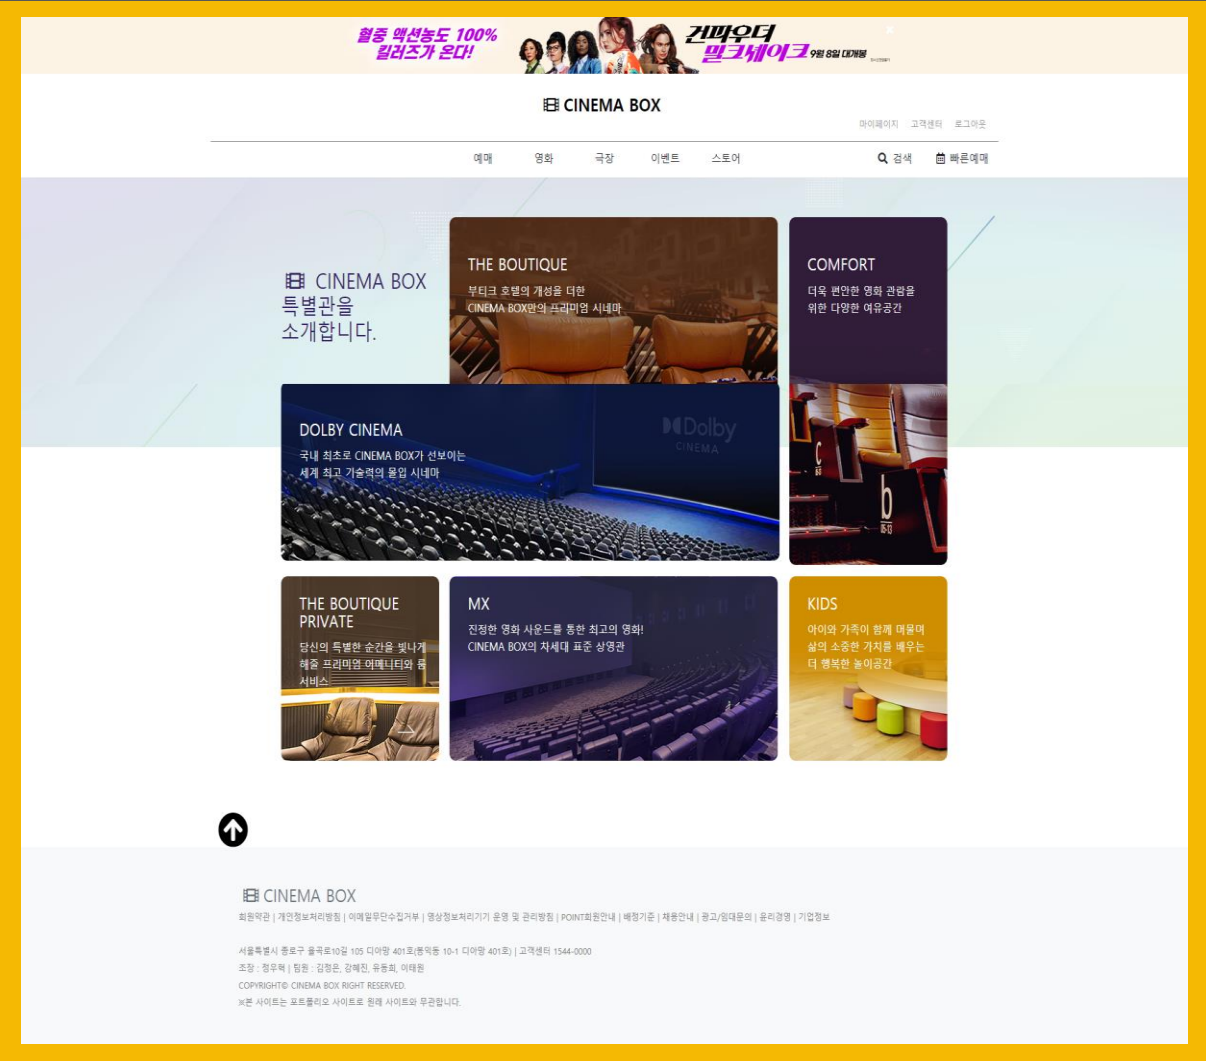 혈중 액션농도 100%
킬러즈가 온다!
건파우더
밀크셰이크 9월 8일 대개봉
CINEMA BOX
마이페이지 고객센터 로그아웃
예매 영화 극장 이벤트 스토어 검색 빠른예매
CINEMA BOX
특별관을
소개합니다.
THE BOUTIQUE
부티크 호텔의 개성을 더한
CINEMA BOX만의 프리미엄 시네마
COMFORT
더욱 편안한 영화 관람을
위한 다양한 여유공간
C
b
DOLBY CINEMA
국내 최초로 CINEMA BOX가 선보이는
세계 최고 기술력의 몰입 시네마
Dolby
CINEMA
THE BOUTIQUE
PRIVATE
당신의 특별한 순간을 빛나게
해줄 프리미엄 어메니티와 룸
서비스
MX
진정한 영화 사운드를 통한 최고의 영화!
CINEMA BOX의 차세대 표준 상영관
KIDS
아이와 가족이 함께 머물며
삶의 소중한 가치를 배우는
더 행복한 놀이공간
CINEMA BOX
회원약관 | 개인정보처리방침 | 이메일무단수집거부 | 영상정보처리기기 운영 및 관리방침 | POINT회원안내 | 배정기준 | 채용안내 | 광고/임대문의 | 윤리경영 | 기업정보
서울특별시 종로구 율곡로10길 105 디아망 401호(봉익동 10-1 디아망 401호) | 고객센터 1544-0000
조장 : 정우혁 | 팀원 : 김정은, 강혜진, 유동희, 이태원
COPYRIGHT© CINEMA BOX RIGHT RESERVED.
※본 사이트는 포트폴리오 사이트로 원래 사이트와 무관합니다.